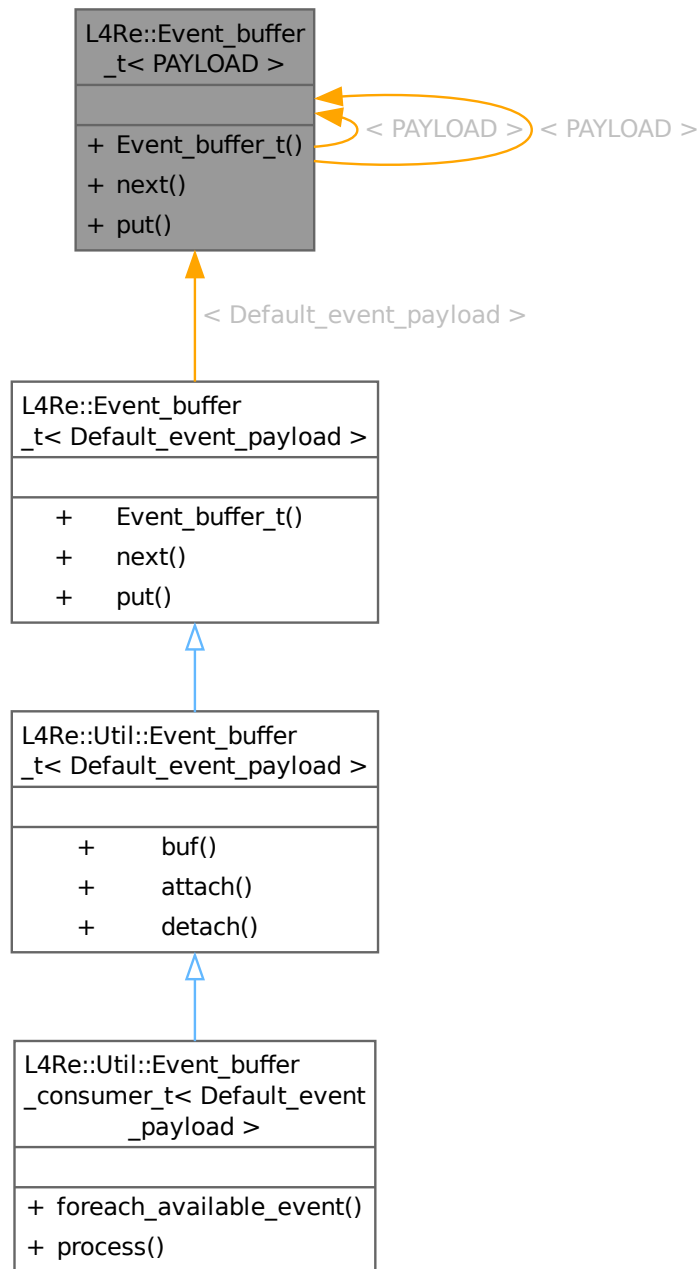 L4Re::Event_buffer
_t< PAYLOAD >
+ Event_buffer_t()
+ next()
+ put()
< PAYLOAD >
< PAYLOAD >
< Default_event_payload >
L4Re::Event_buffer
_t< Default_event_payload >
+ Event_buffer_t()
+ next()
+ put()
L4Re::Util::Event_buffer
_t< Default_event_payload >
+ buf()
+ attach()
+ detach()
L4Re::Util::Event_buffer
_consumer_t< Default_event
_payload >
+ foreach_available_event()
+ process()